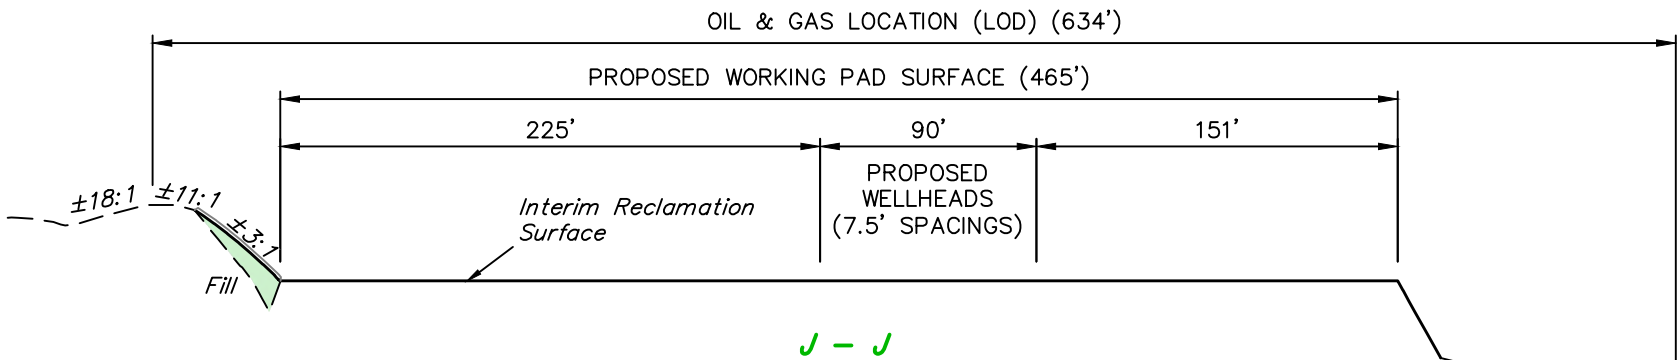 OIL & GAS LOCATION (LOD) (634')
PROPOSED WORKING PAD SURFACE (465')
225'
90'
151'
PROPOSED
WELLHEADS
(7.5' SPACINGS)
±18:1
±11:1
±3:1
Interim Reclamation
Surface
Fill
J - J